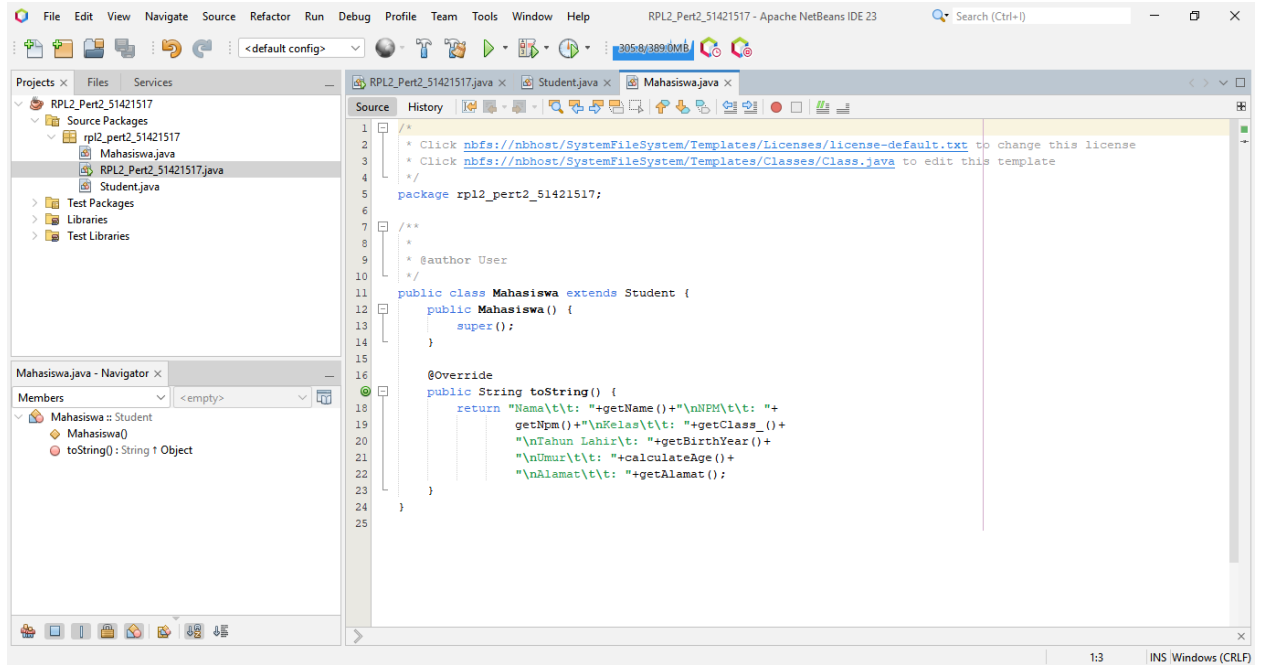 File Edit View Navigate Source Refactor Run Debug Profile Team Tools Window Help RPL2_Pert2_51421517 - Apache NetBeans IDE 23 Search (Ctrl+I)
<default config> 305.8/389.0MB
Projects Files Services
RPL2_Pert2_51421517
Source Packages
rpl2_pert2_51421517
Mahasiswa.java
RPL2_Pert2_51421517.java
Student.java
Test Packages
Libraries
Test Libraries
Mahasiswa.java - Navigator
Members <empty>
Mahasiswa :: Student
Mahasiswa()
toString() : String ↑ Object
RPL2_Pert2_51421517.java Student.java Mahasiswa.java
Source History
1 /*
2 * Click nbfs://nbhost/SystemFileSystem/Templates/Licenses/license-default.txt to change this license
3 * Click nbfs://nbhost/SystemFileSystem/Templates/Classes/Class.java to edit this template
4 */
5 package rpl2_pert2_51421517;
6
7 /**
8 *
9 * @author User
10 */
11 public class Mahasiswa extends Student {
12 public Mahasiswa() {
13 super();
14 }
15
16 @Override
public String toString() {
18 return "Nama\t\t: "+getName()+"\nNPM\t\t: "+
19 getNpm()+"\nKelas\t\t: "+getClass_()+
20 "\nTahun Lahir\t: "+getBirthYear()+
21 "\nUmur\t\t: "+calculateAge()+
22 "\nAlamat\t\t: "+getAlamat();
23 }
24 }
25
1:3 INS Windows (CRLF)